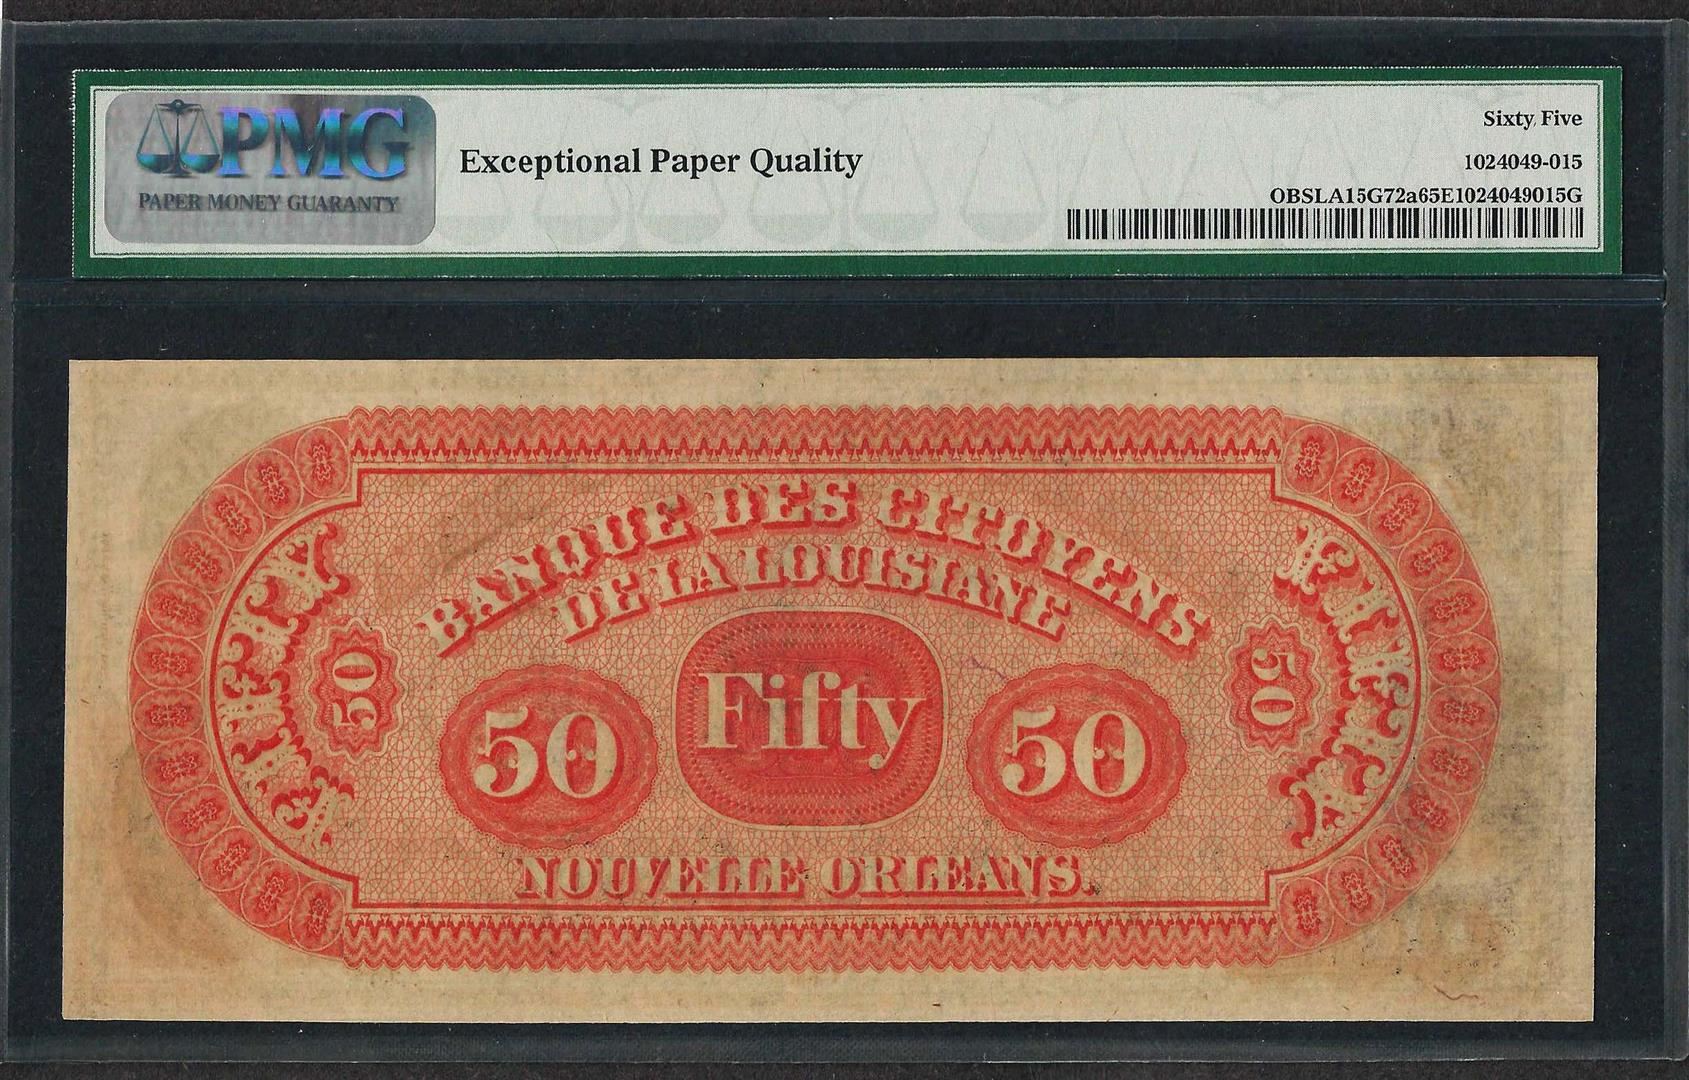 PMG
PAPER MONEY GUARANTY
Exceptional Paper Quality
Sixty Five
1024049-015
OBSLA15G72a65E1024049015G
BANQUE DES CITOYENS
DE LA LOUISIANE
FIFTY
50
50
Fifty
50
50
FIFTY
NOUVELLE ORLEANS.